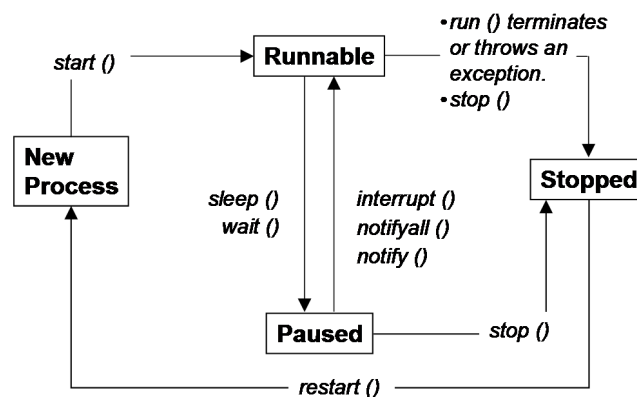 •run () terminates
or throws an
exception.
•stop ()
Runnable
start ()
New
Process
Stopped
sleep ()
wait ()
interrupt ()
notifyall ()
notify ()
Paused
stop ()
restart ()